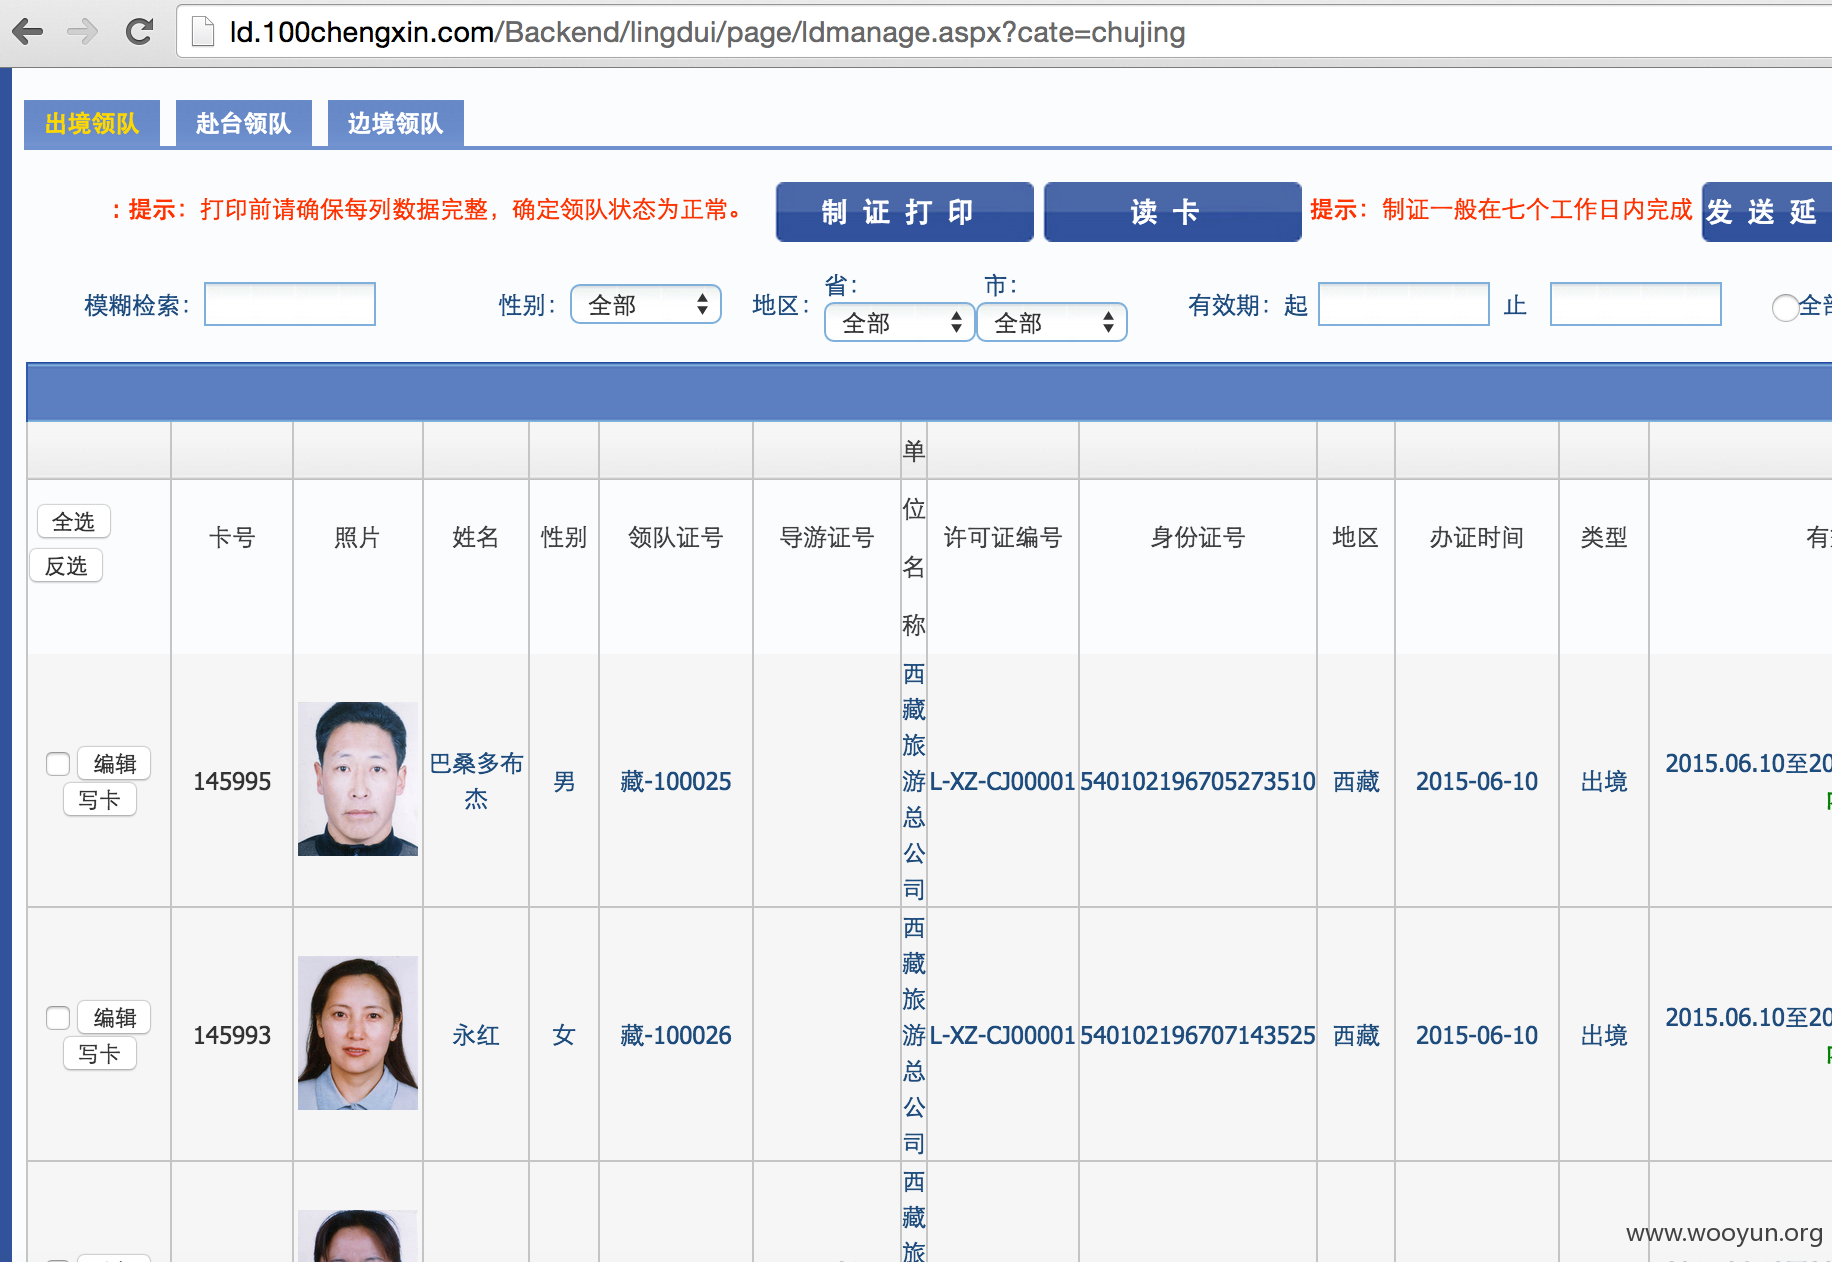 ld.100chengxin.com/Backend/lingdui/page/ldmanage.aspx?cate=chujing
出境领队 赴台领队 边境领队
：提示：打印前请确保每列数据完整，确定领队状态为正常。 制 证 打 印 读 卡 提示：制证一般在七个工作日内完成 发 送 延
省： 市：
模糊检索： 性别： 全部 地区： 全部 全部 有效期：起 止 全部
全选 反选 卡号 照片 姓名 性别 领队证号 导游证号 单位名称 许可证编号 身份证号 地区 办证时间 类型 有
编辑 写卡 145995 巴桑多布杰 男 藏-100025 西藏旅游总公司 L-XZ-CJ00001 540102196705273510 西藏 2015-06-10 出境 2015.06.10至20
编辑 写卡 145993 永红 女 藏-100026 西藏旅游总公司 L-XZ-CJ00001 540102196707143525 西藏 2015-06-10 出境 2015.06.10至20
西藏旅
www.wooyun.org